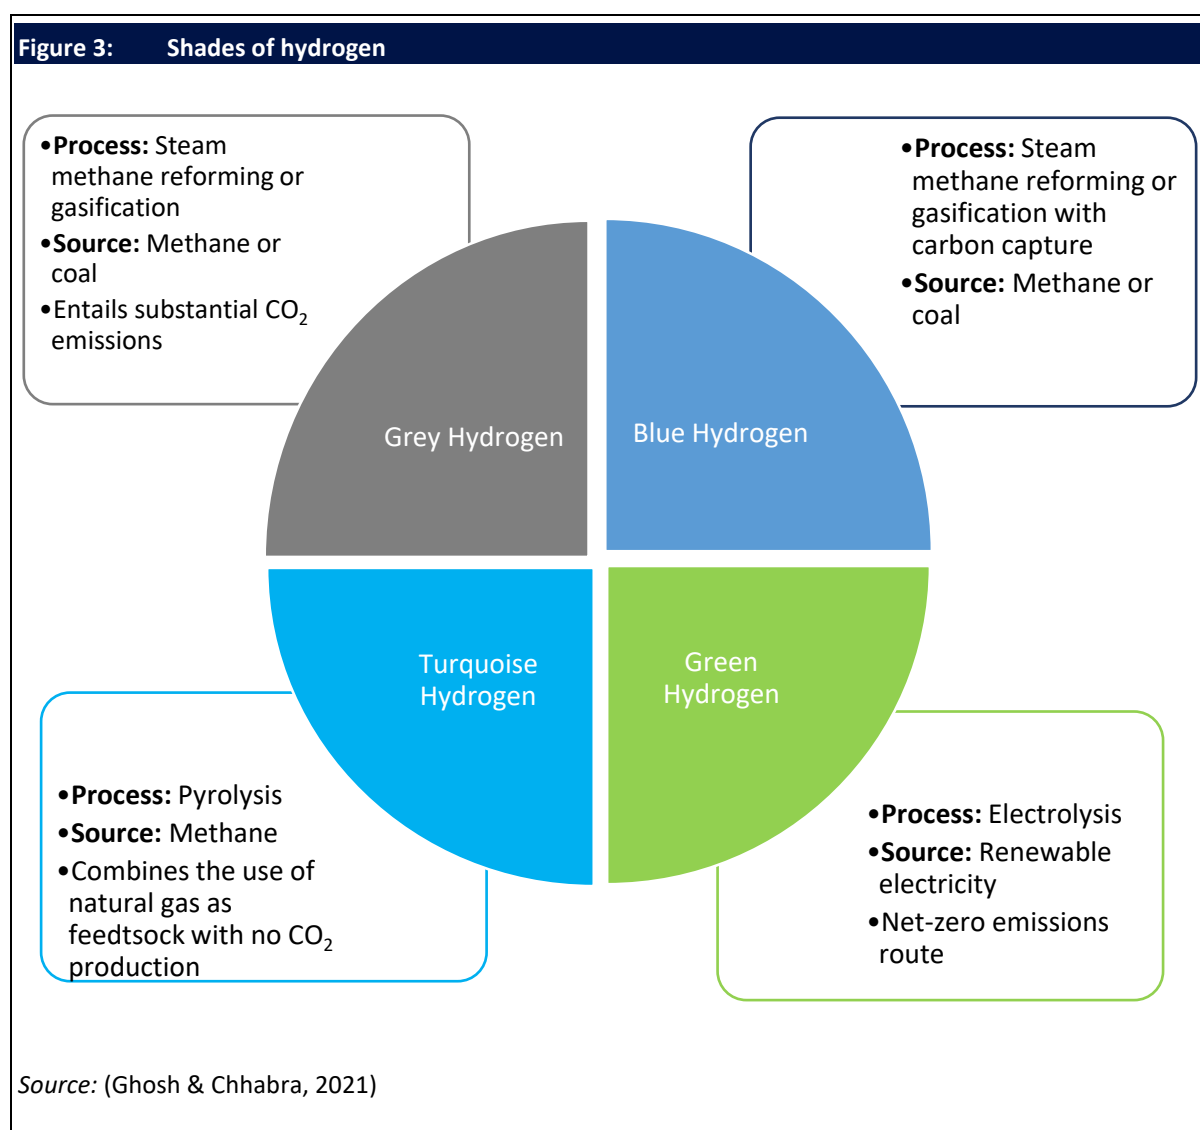 Figure 3: Shades of hydrogen
•Process: Steam
methane reforming or
gasification
•Source: Methane or
coal
•Entails substantial CO₂
emissions
•Process: Steam
methane reforming or
gasification with
carbon capture
•Source: Methane or
coal
Grey Hydrogen
Blue Hydrogen
Turquoise
Hydrogen
Green
Hydrogen
•Process: Pyrolysis
•Source: Methane
•Combines the use of
natural gas as
feedtsock with no CO₂
production
•Process: Electrolysis
•Source: Renewable
electricity
•Net-zero emissions
route
Source: (Ghosh & Chhabra, 2021)